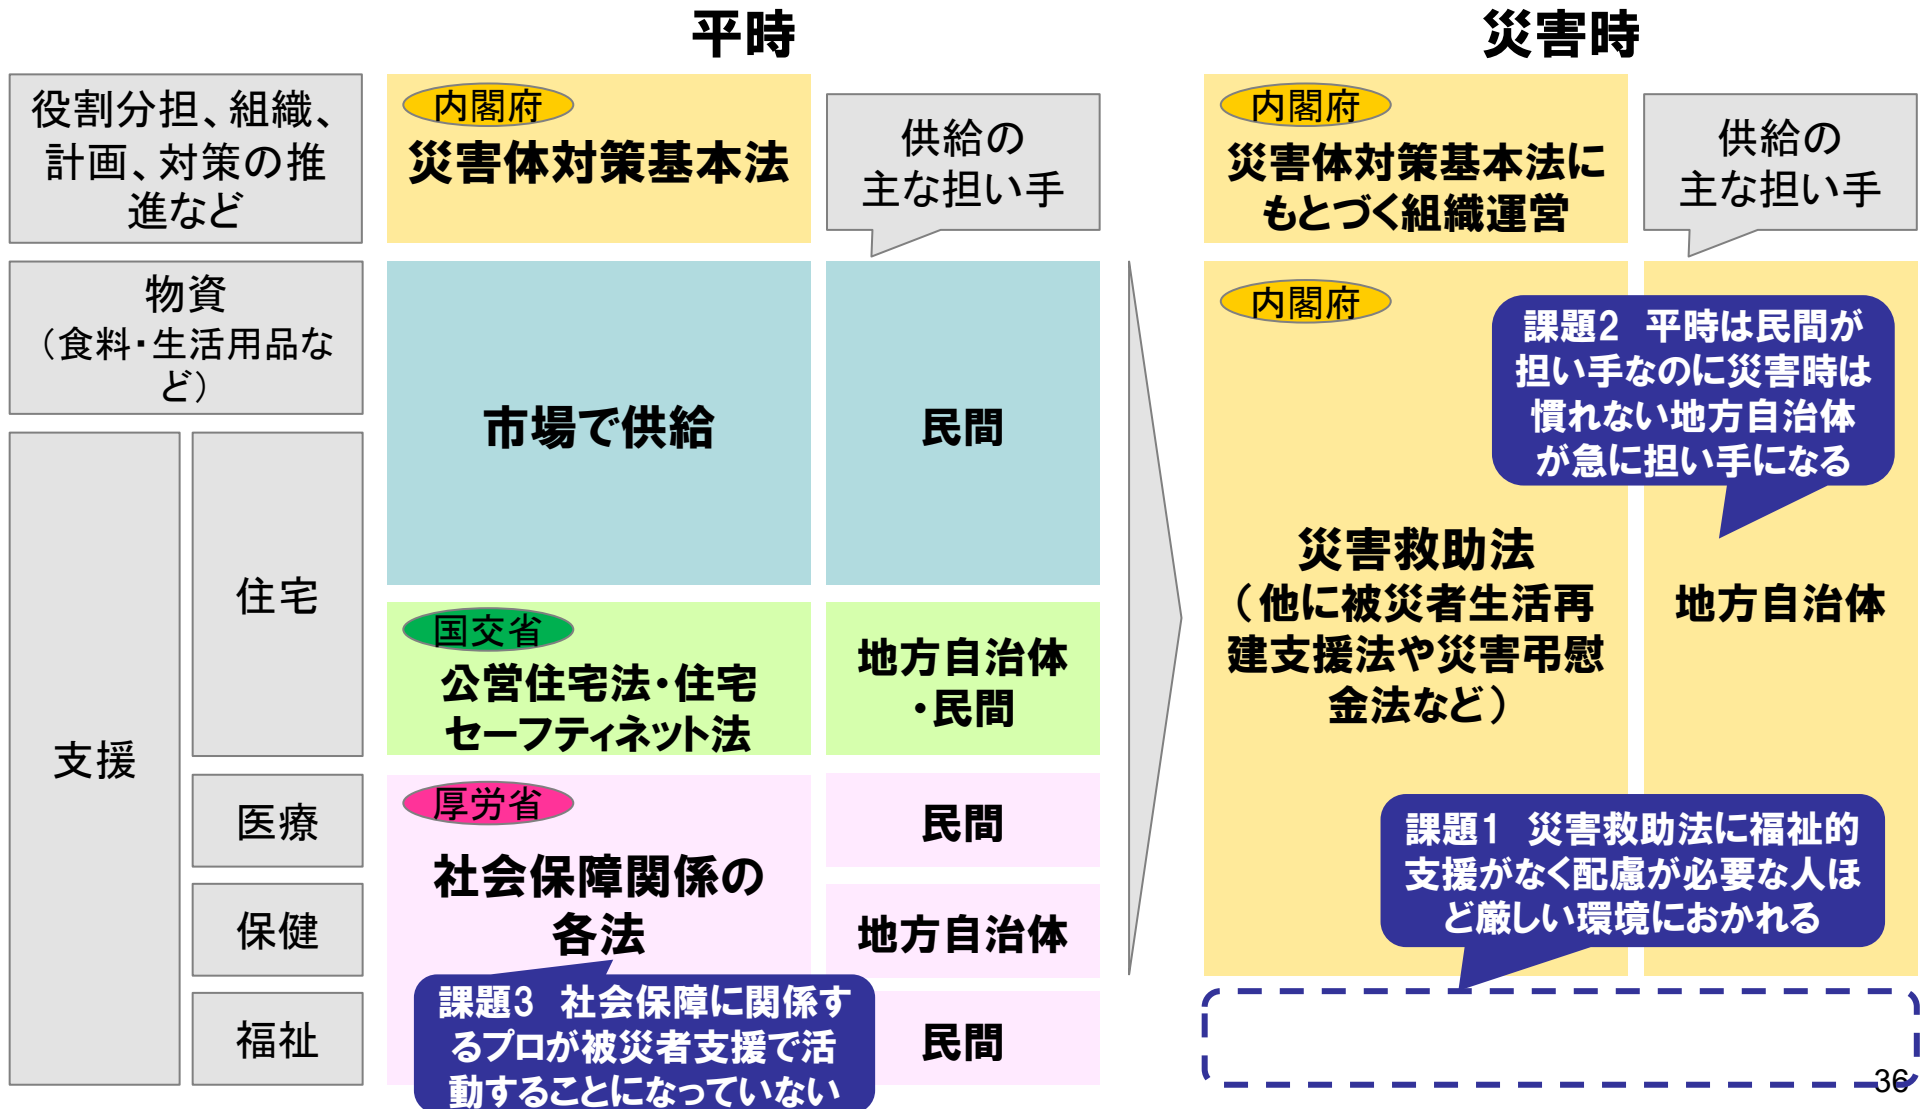 平時
災害時
役割分担、組織、
計画、対策の推
進など
内閣府
災害体対策基本法
供給の
主な担い手
内閣府
災害体対策基本法に
もとづく組織運営
供給の
主な担い手
物資
（食料・生活用品な
ど）
市場で供給
民間
内閣府
課題2　平時は民間が
担い手なのに災害時は
慣れない地方自治体
が急に担い手になる
災害救助法
（他に被災者生活再
建支援法や災害弔慰
金法など）
地方自治体
支援
住宅
国交省
公営住宅法・住宅
セーフティネット法
地方自治体
・民間
医療
厚労省
社会保障関係の
各法
民間
課題1　災害救助法に福祉的
支援がなく配慮が必要な人ほ
ど厳しい環境におかれる
保健
地方自治体
福祉
課題3　社会保障に関係す
るプロが被災者支援で活
動することになっていない
民間
36